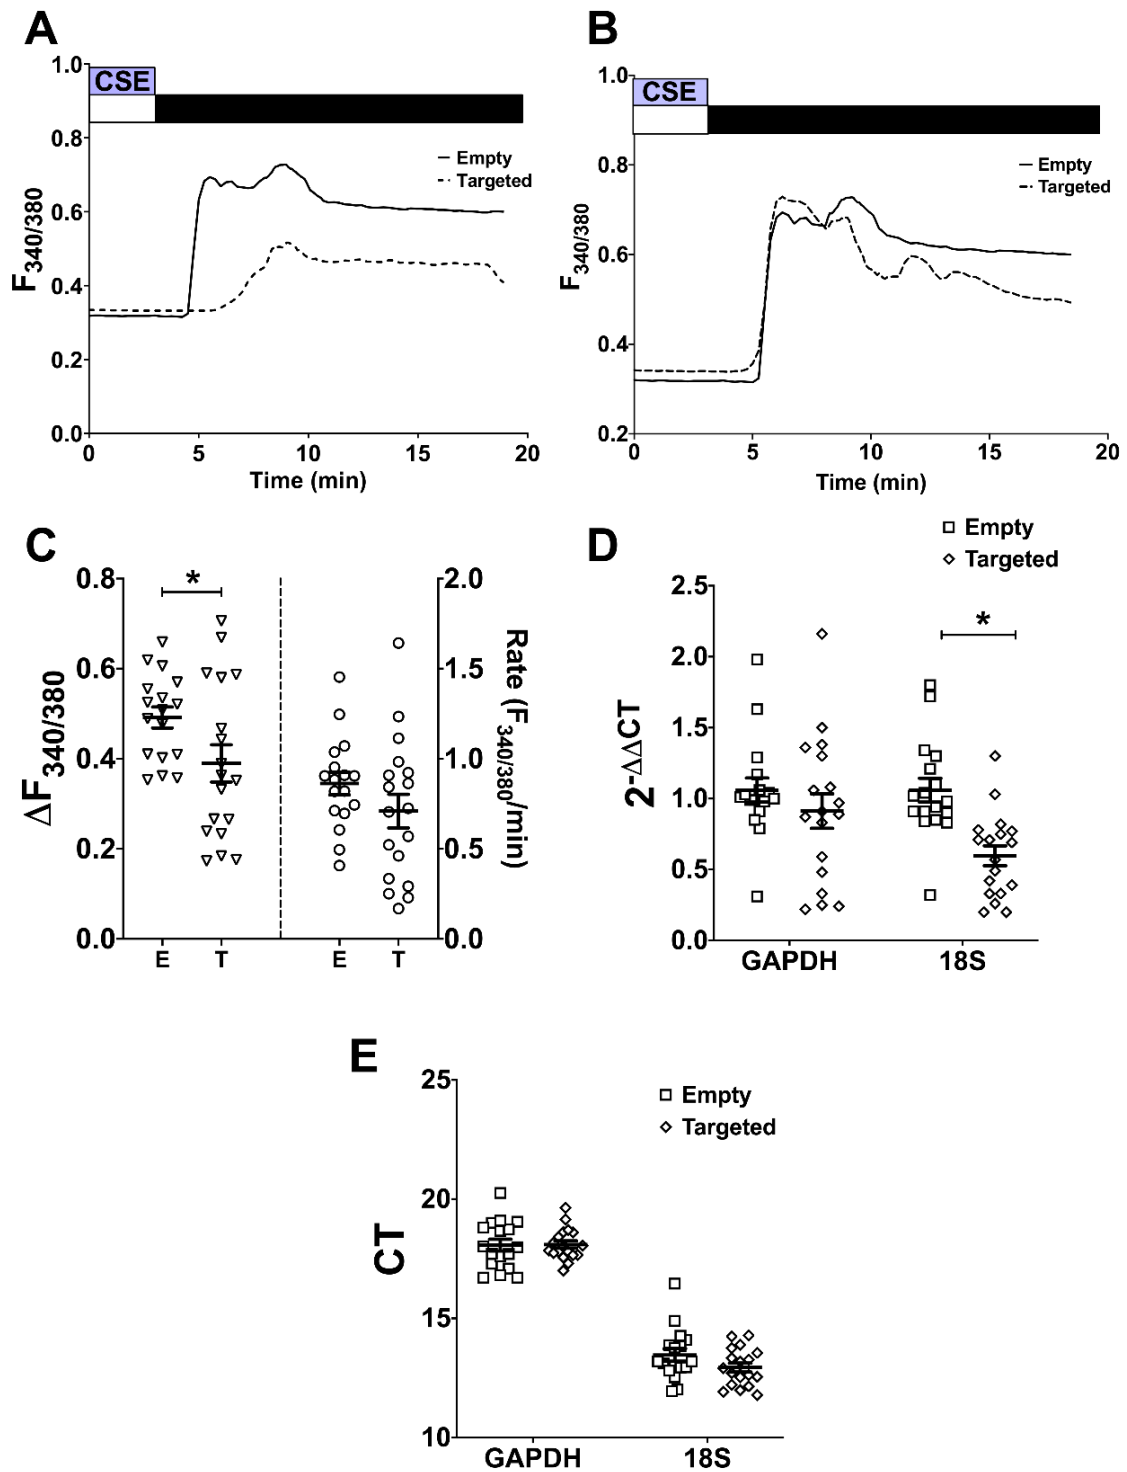 A
1.0
CSE
0.8
Empty
Targeted
0.6
0.4
0.2
0.0
F340/380
0 5 10 15 20
Time (min)
B
1.0
CSE
0.8
Empty
Targeted
0.6
0.4
0.2
F340/380
0 5 10 15 20
Time (min)
C
0.8
0.6
0.4
0.2
0.0
ΔF340/380
*
2.0
1.5
1.0
0.5
0.0
Rate (F340/380/min)
E T E T
D
Empty
Targeted
2.5
2.0
1.5
1.0
0.5
0.0
2-ΔΔCT
*
GAPDH 18S
E
25
20
15
10
CT
Empty
Targeted
GAPDH 18S